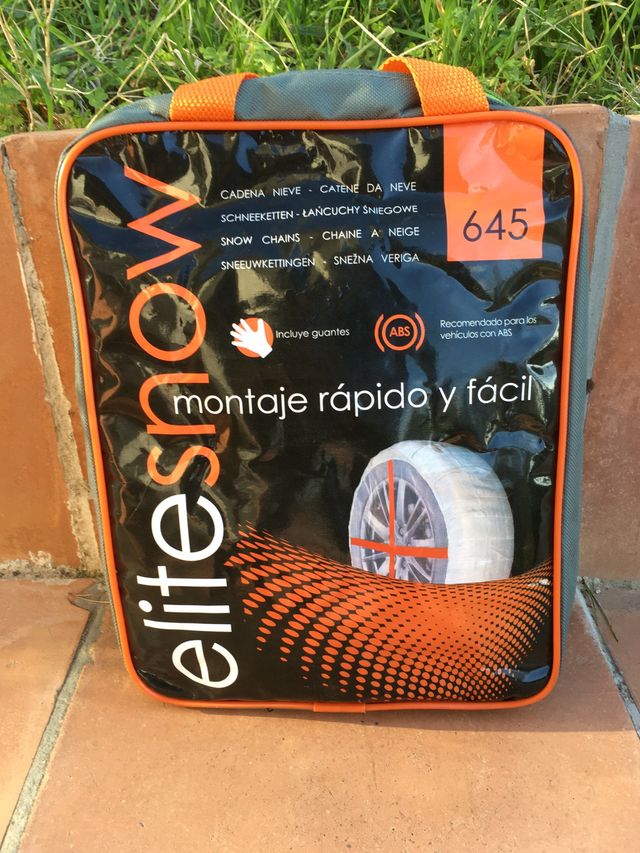 CADENA NIEVE - CATENE DA NEVE
SCHNEEKETTEN - ŁAŃCUCHY ŚNIEGOWE
SNOW CHAINS - CHAINE A NEIGE
SNEEUWKETTINGEN - SNEŽNA VERIGA
645
Incluye guantes
ABS
Recomendado para los
vehículos con ABS
montaje rápido y fácil
elitesnow